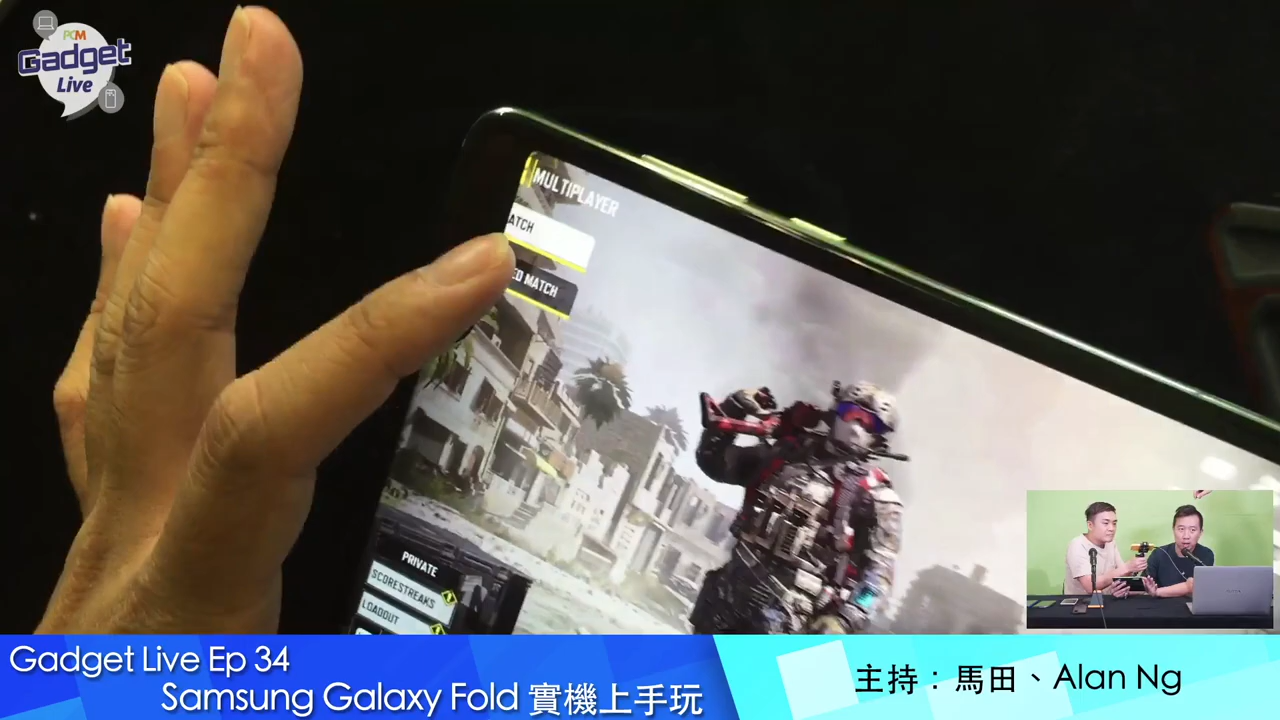 PCM
Gadget
Live
MULTIPLAYER
ATCH
ED MATCH
PRIVATE
SCORESTREAKS
LOADOUT
Gadget Live Ep 34
Samsung Galaxy Fold 實機上手玩
主持：馬田、Alan Ng